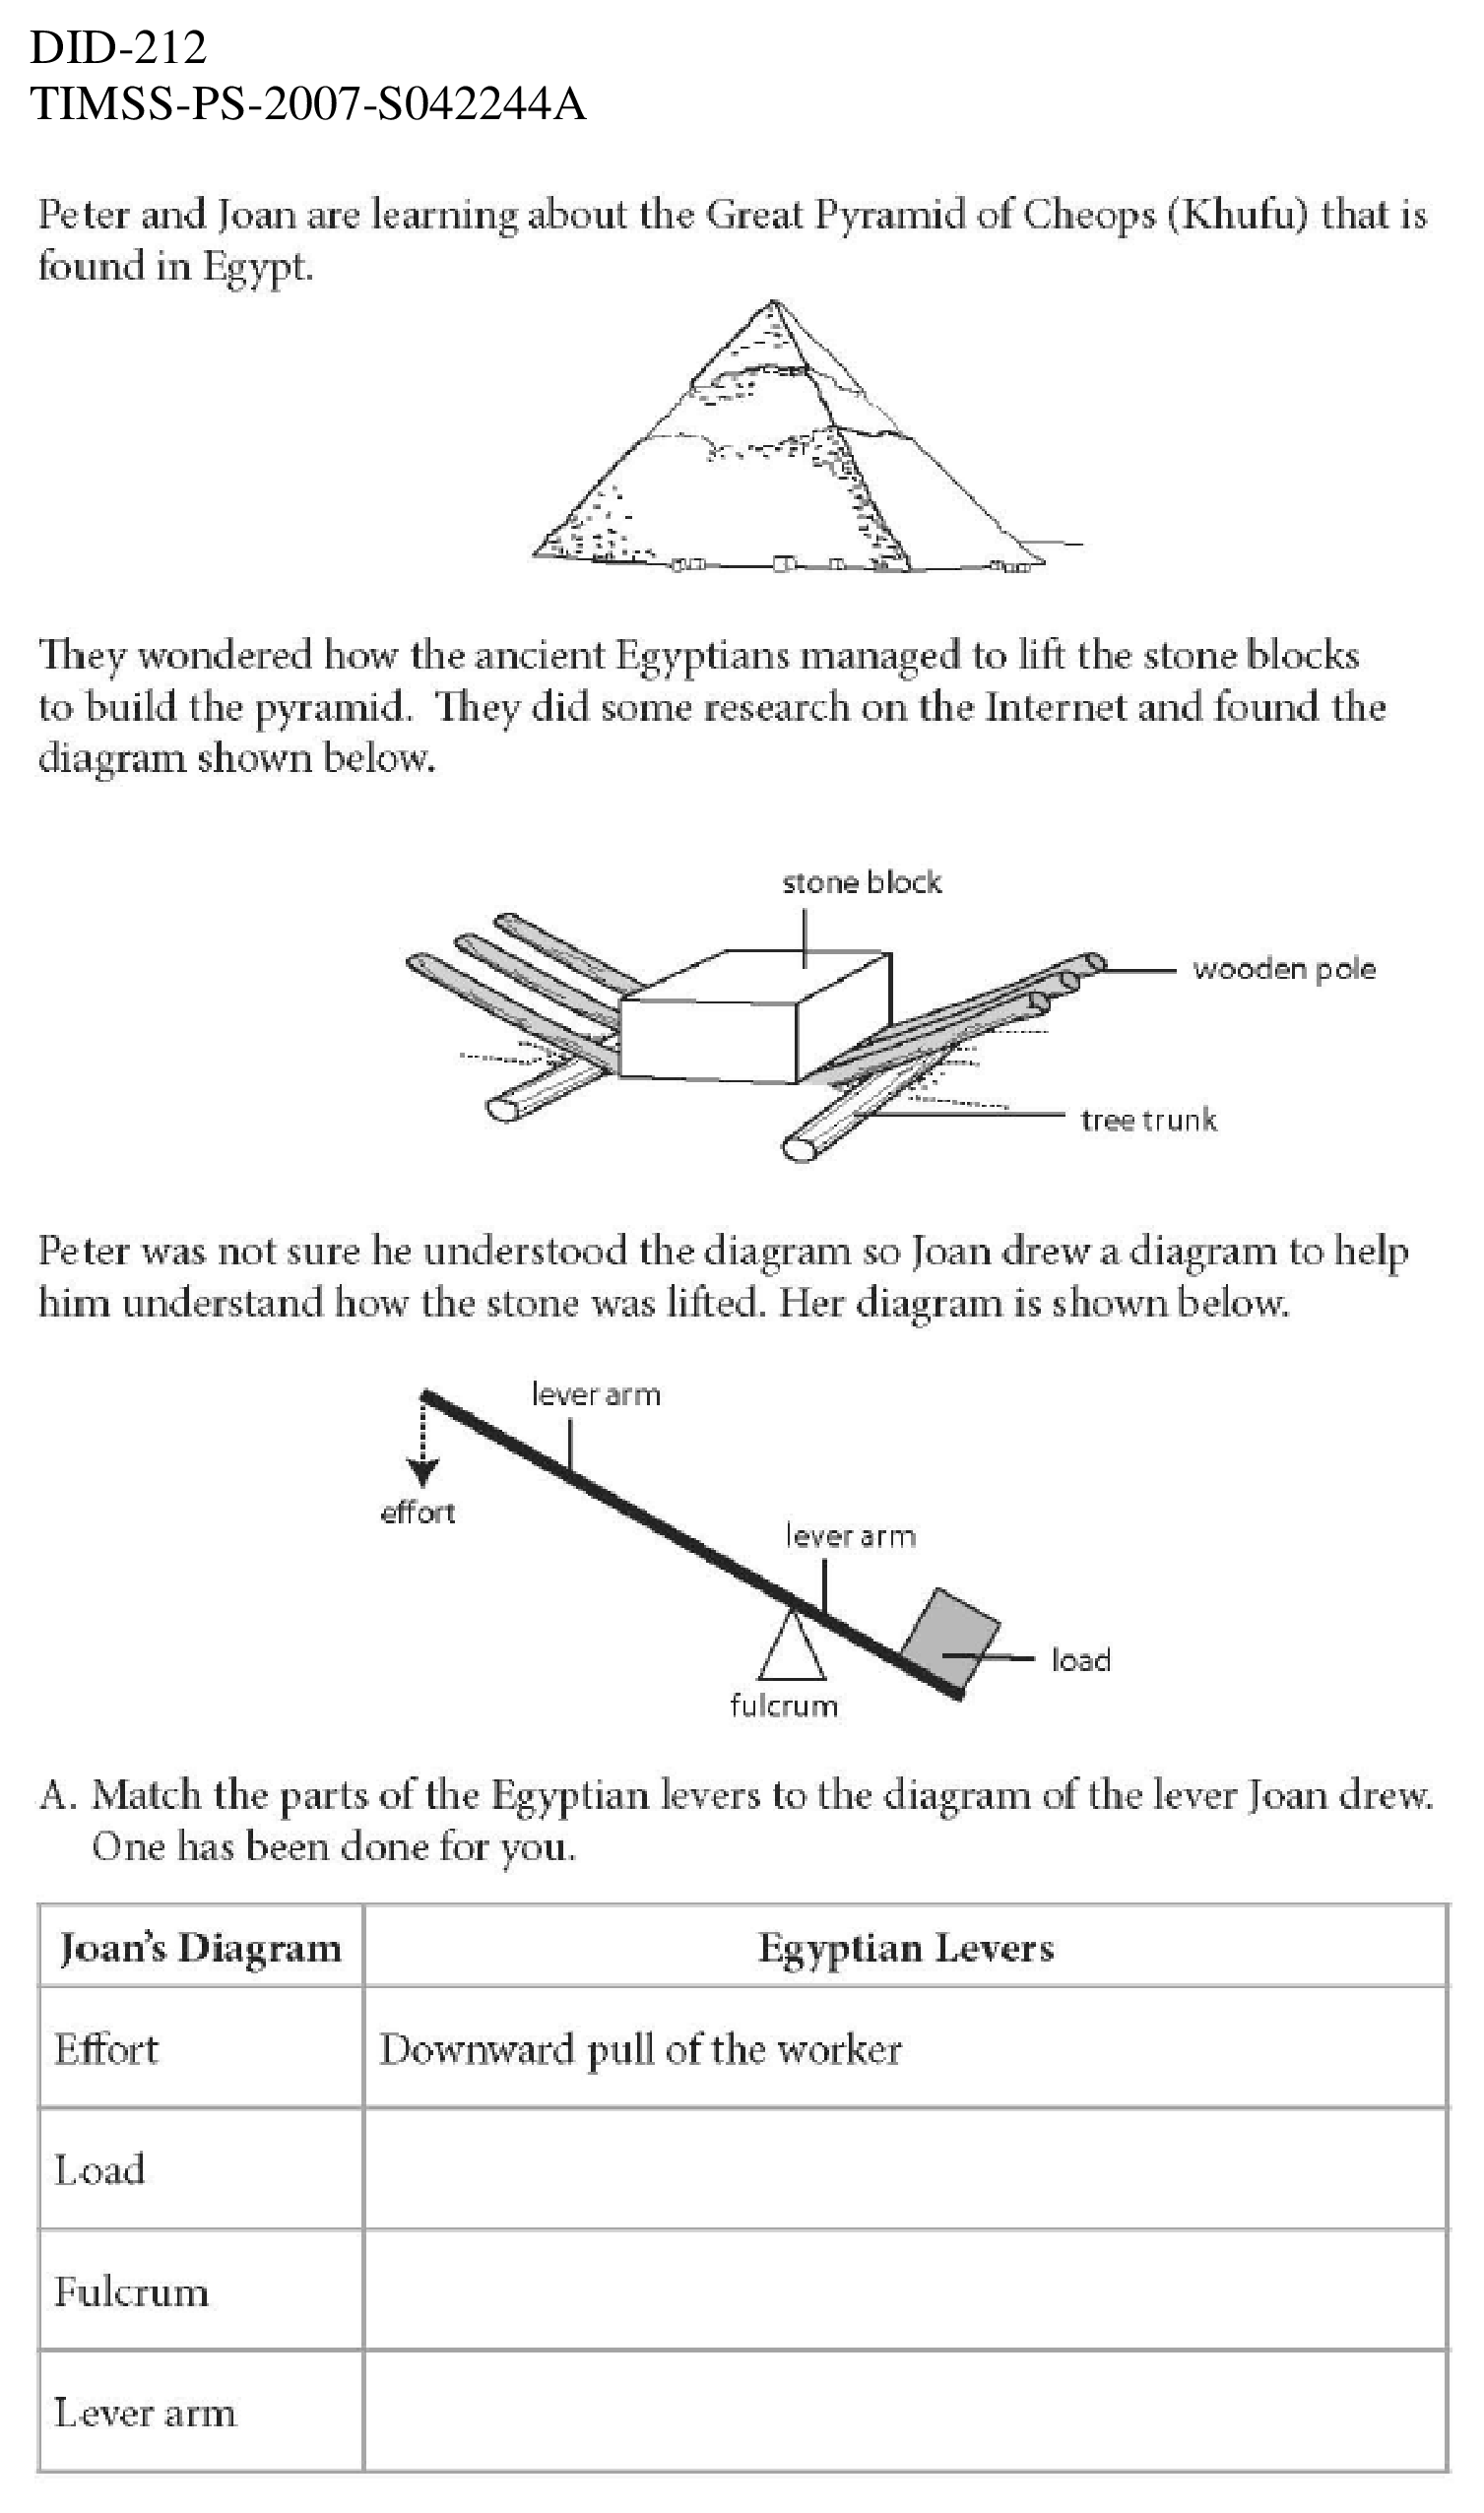 DID-212
TIMSS-PS-2007-S042244A
Peter and Joan are learning about the Great Pyramid of Cheops (Khufu) that is
found in Egypt.
They wondered how the ancient Egyptians managed to lift the stone blocks
to build the pyramid. They did some research on the Internet and found the
diagram shown below.
stone block
wooden pole
tree trunk
Peter was not sure he understood the diagram so Joan drew a diagram to help
him understand how the stone was lifted. Her diagram is shown below.
lever arm
effort
lever arm
load
fulcrum
A. Match the parts of the Egyptian levers to the diagram of the lever Joan drew.
One has been done for you.
Joan's Diagram Egyptian Levers
Effort Downward pull of the worker
Load
Fulcrum
Lever arm